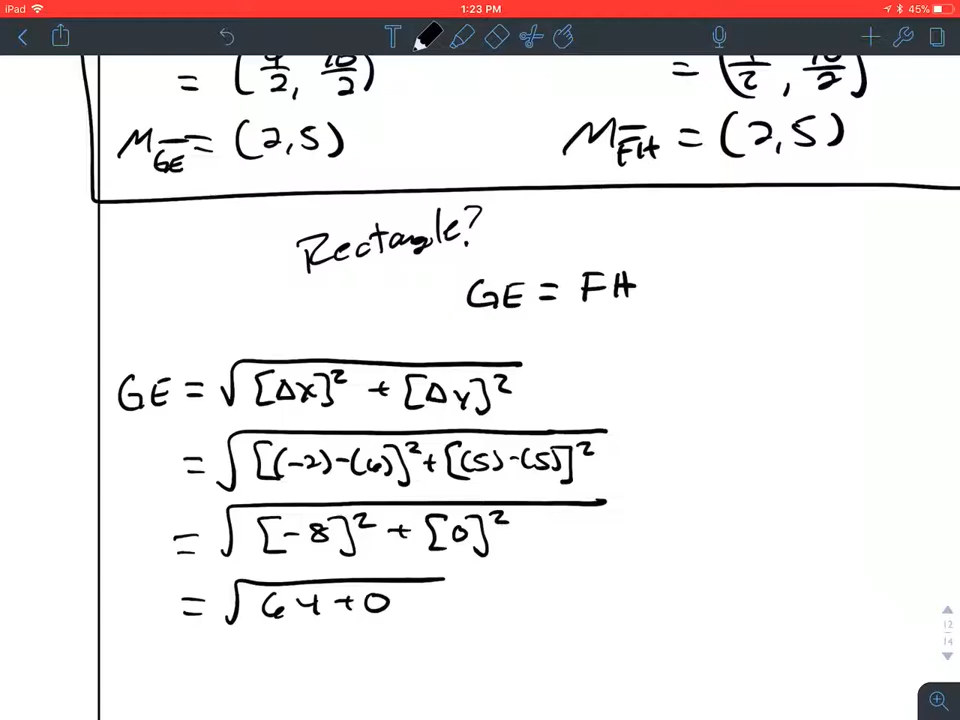 iPad 1:23 PM 45%
T
= (4/2, 10/2) = (4/2, 10/2)
M_GE = (2,5) M_FH = (2,5)
Rectangle?
GE = FH
GE = √[Δx]² + [Δy]²
= √[(-2)-(6)]² + [(5)-(5)]²
= √[-8]² + [0]²
= √64+0
12
14